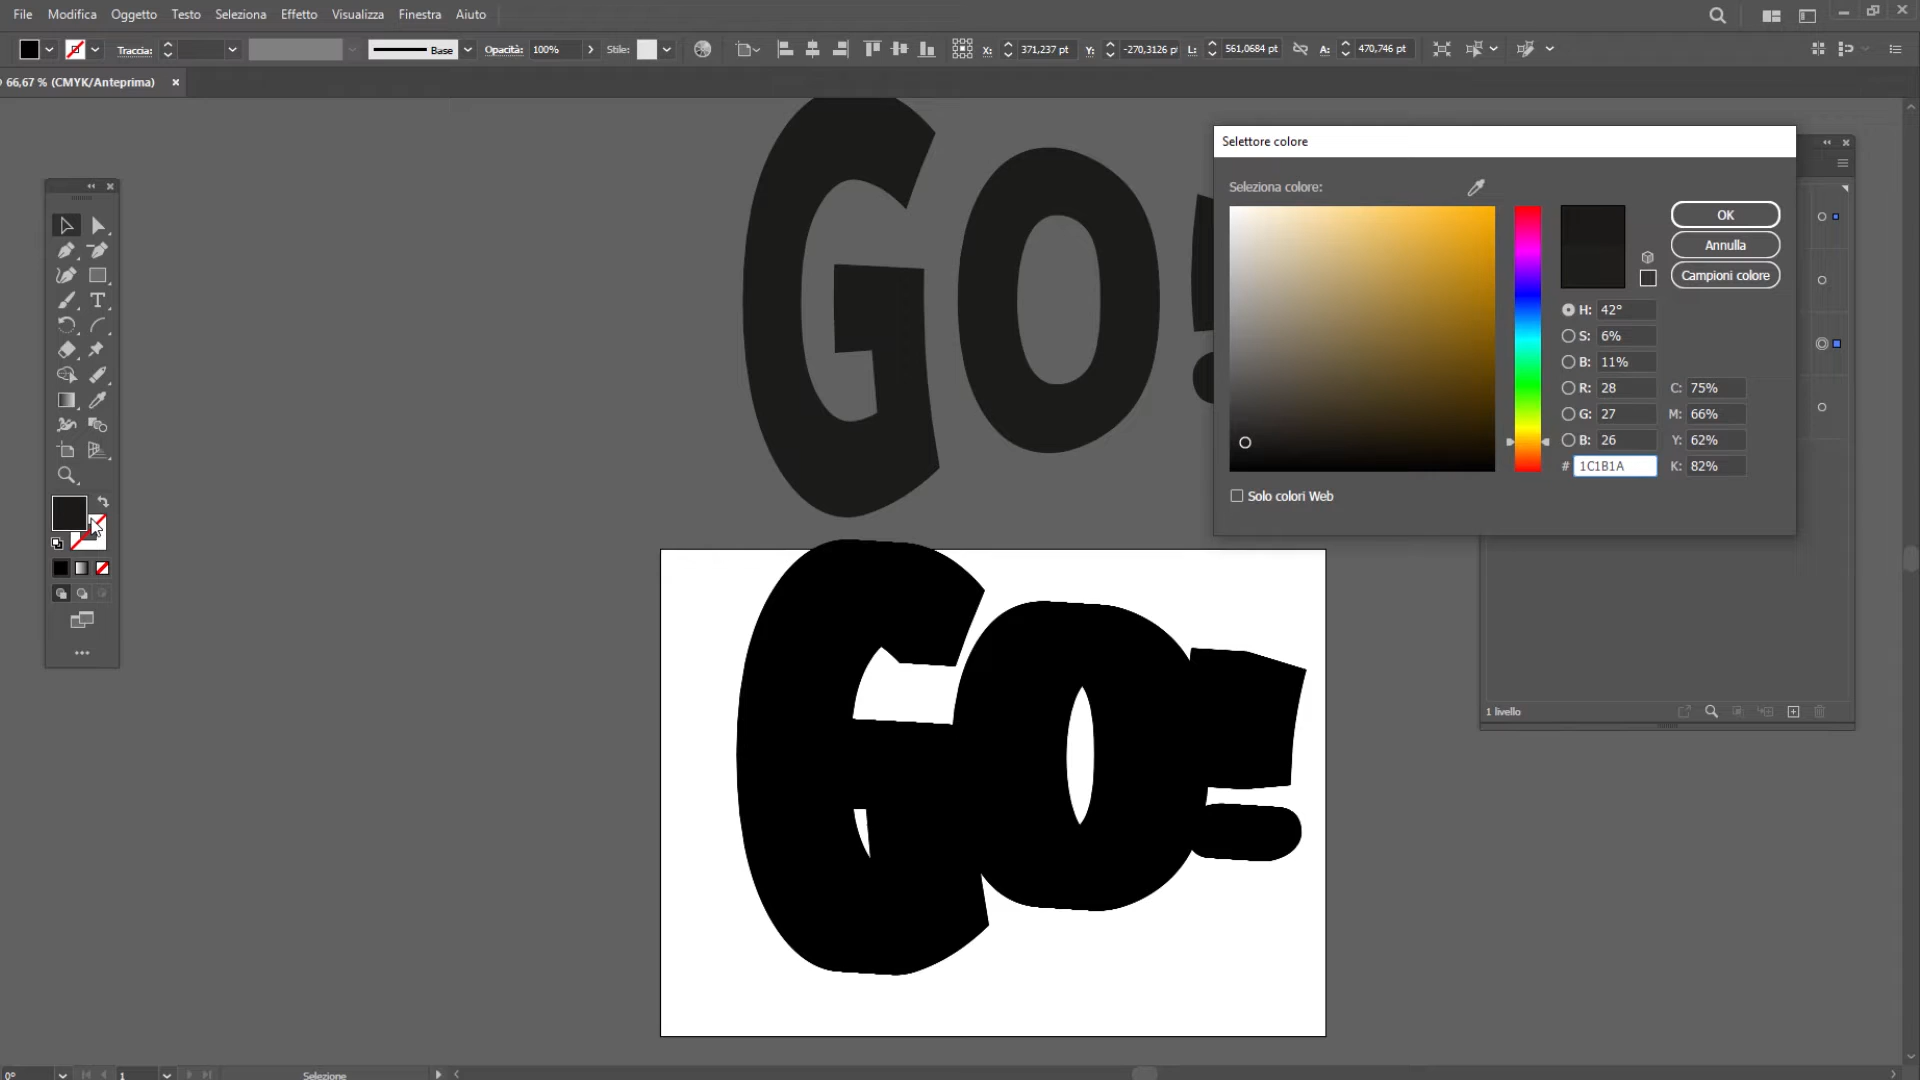 File Modifica Oggetto Testo Seleziona Effetto Visualizza Finestra Aiuto
Traccia: Base Opacità: 100% Stile: X: 371,237 pt Y: -270,3126 pt L: 561,0684 pt A: 470,746 pt
66,67 % (CMYK/Anteprima)
GO!
Selettore colore
Seleziona colore:
OK
Annulla
Campioni colore
H: 42°
S: 6%
B: 11%
R: 28 C: 75%
G: 27 M: 66%
B: 26 Y: 62%
# 1C1B1A K: 82%
Solo colori Web
GO!
1 livello
0° 1 Selezione